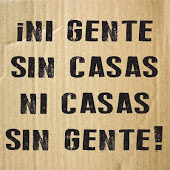 ¡NI GENTE
SIN CASAS
NI CASAS
SIN GENTE!